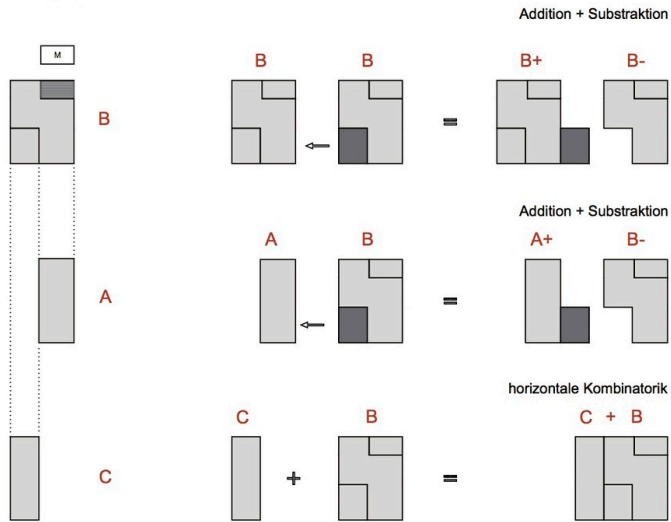 Addition + Substraktion
M
B B B+ B-
B
=
Addition + Substraktion
A B A+ B-
A
=
horizontale Kombinatorik
C B C + B
C
+ =